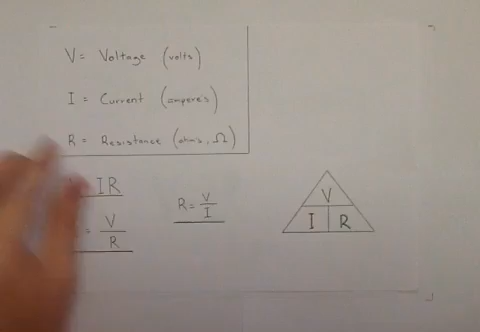 V = Voltage (volts)
I = Current (amperes)
R = Resistance (ohms, Ω)
IR
= V/R
R = V/I
V
I R